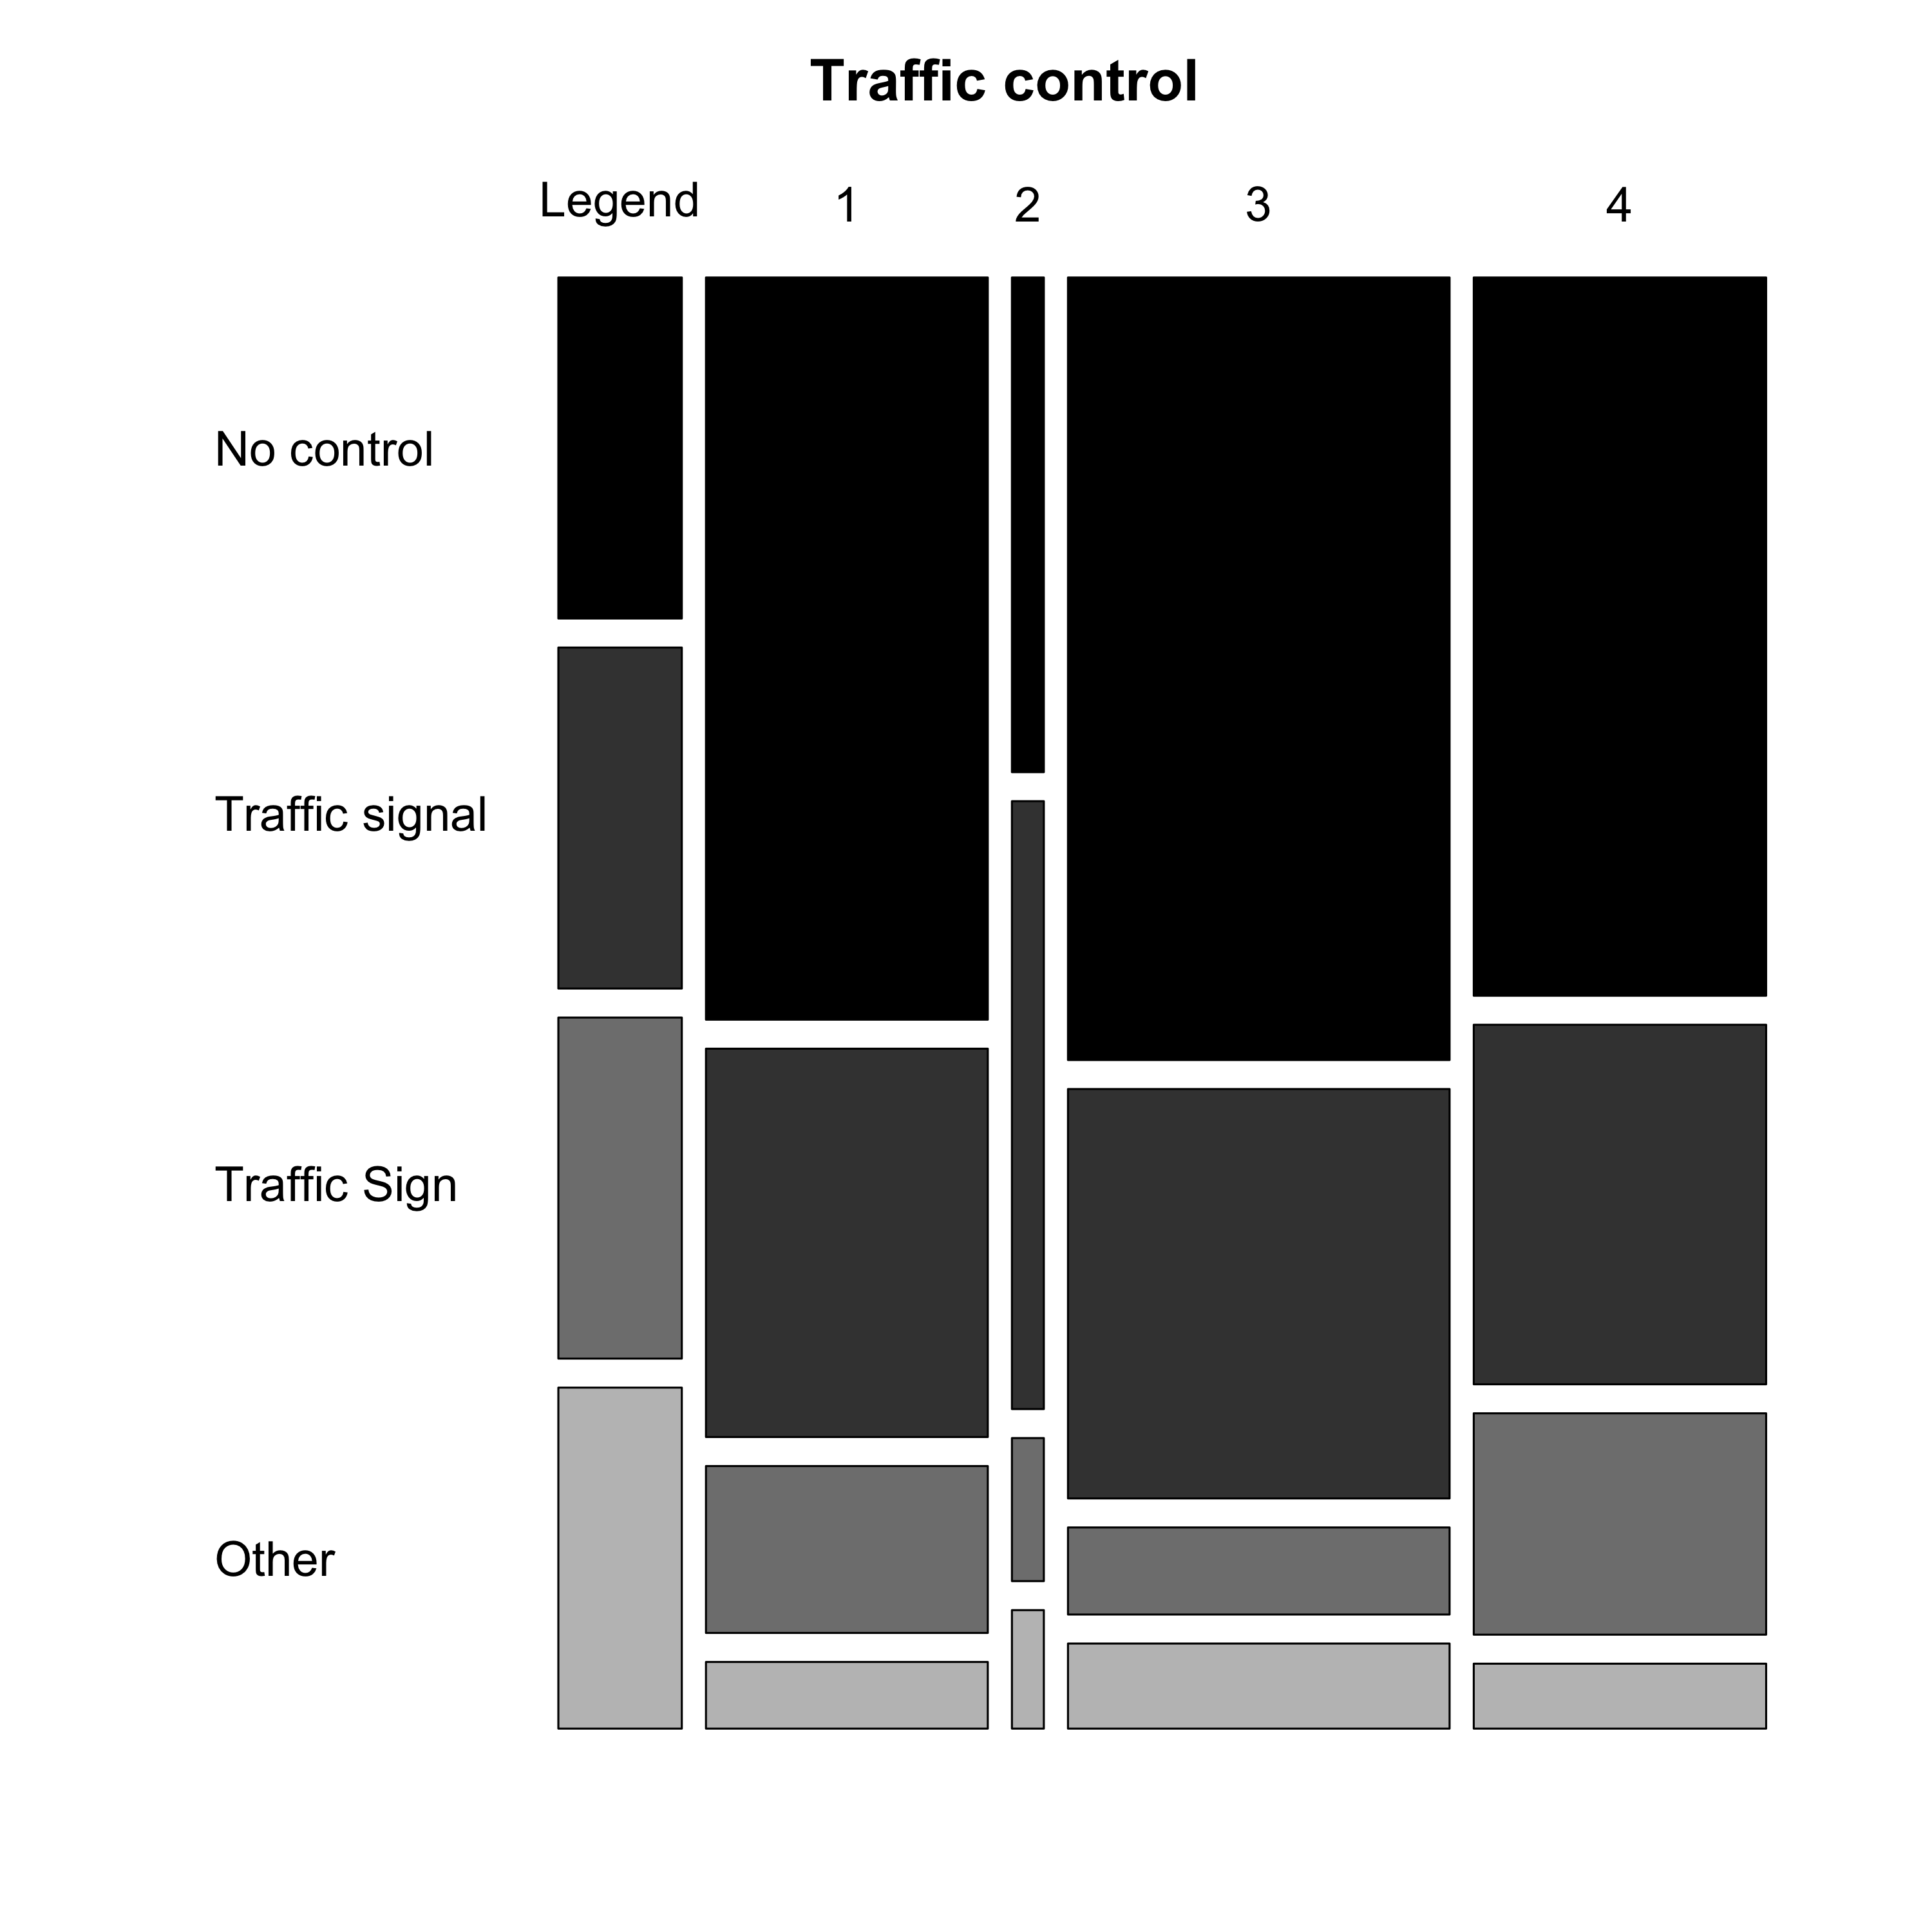 Traffic control
Legend 1 2 3 4
No control
Traffic signal
Traffic Sign
Other